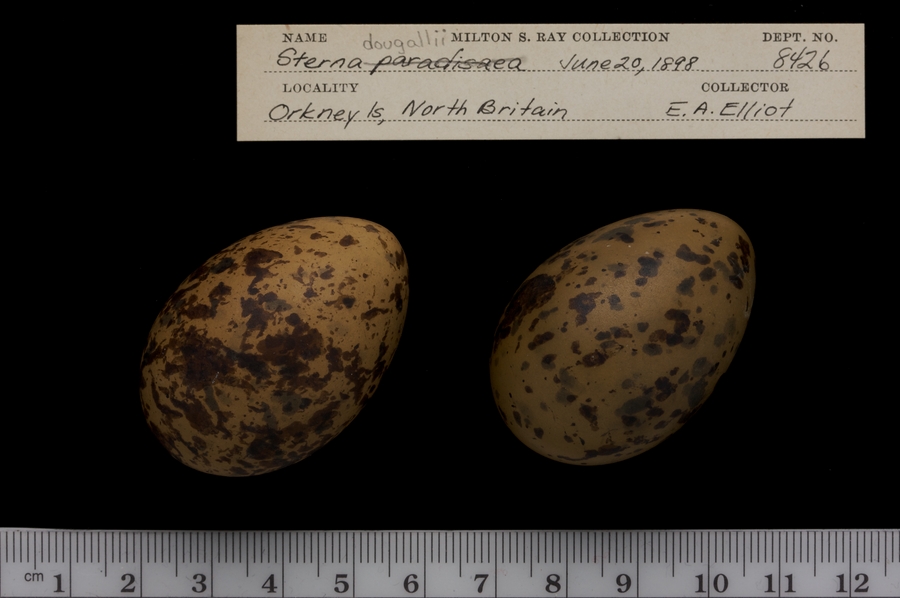 NAME dougallii MILTON S. RAY COLLECTION DEPT. NO.
Sterna paradisaea June 20, 1898 8426
LOCALITY COLLECTOR
Orkney Is, North Britain E. A. Elliot
cm 1 2 3 4 5 6 7 8 9 10 11 12